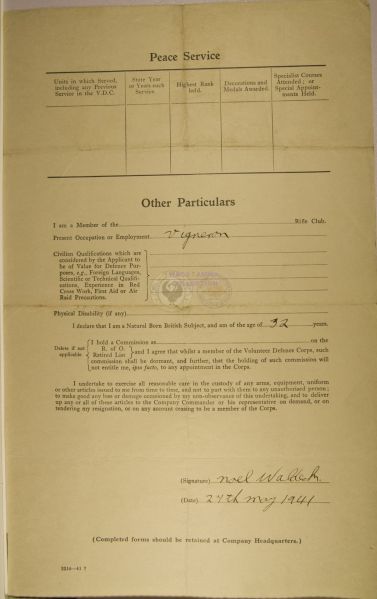 Peace Service
Units in which Served, including any Previous Service in the V.D.C.
State Year or Years each Service.
Highest Rank held.
Decorations and Medals Awarded.
Specialist Courses Attended; or Special Appointments Held.
Other Particulars
I am a Member of the Rifle Club.
Present Occupation or Employment. Vigneron
Civilian Qualifications which are
considered by the Applicant to
be of Value for Defence Pur-
poses, e.g., Foreign Languages,
Scientific or Technical Qualifi-
cations, Experience in Red
Cross Work, First Aid or Air
Raid Precautions.
Physical Disability (if any).
I declare that I am a Natural Born British Subject, and am of the age of 32 years.
Delete if not applicable
I hold a Commission as on the
R. of O.
Retired List
and I agree that whilst a member of the Volunteer Defence Corps, such
commission shall be dormant, and further, that the holding of such commission will
not entitle me, ipso facto, to any appointment in the Corps.
I undertake to exercise all reasonable care in the custody of any arms, equipment, uniform
or other articles issued to me from time to time, and not to part with them to any unauthorised person;
to make good any loss or damage occasioned by my non-observance of this undertaking, and to deliver
up any or all of these articles to the Company Commander or his representative on demand, or on
tendering my resignation, or on any account ceasing to be a member of the Corps.
(Signature) Noel
(Date) 27th May 1941
(Completed forms should be retained at Company Headquarters.)